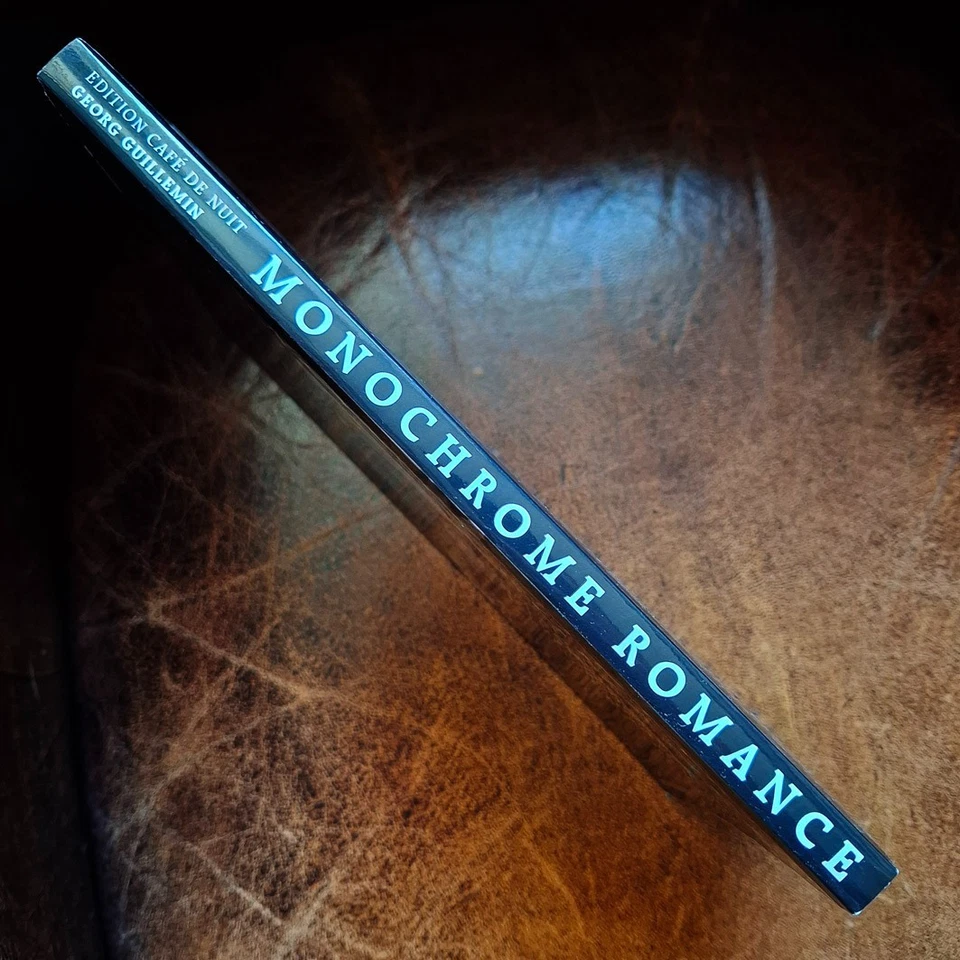 EDITION CAFÉ DE NUIT
GEORG GUILLEMIN
MONOCHROME ROMANCE